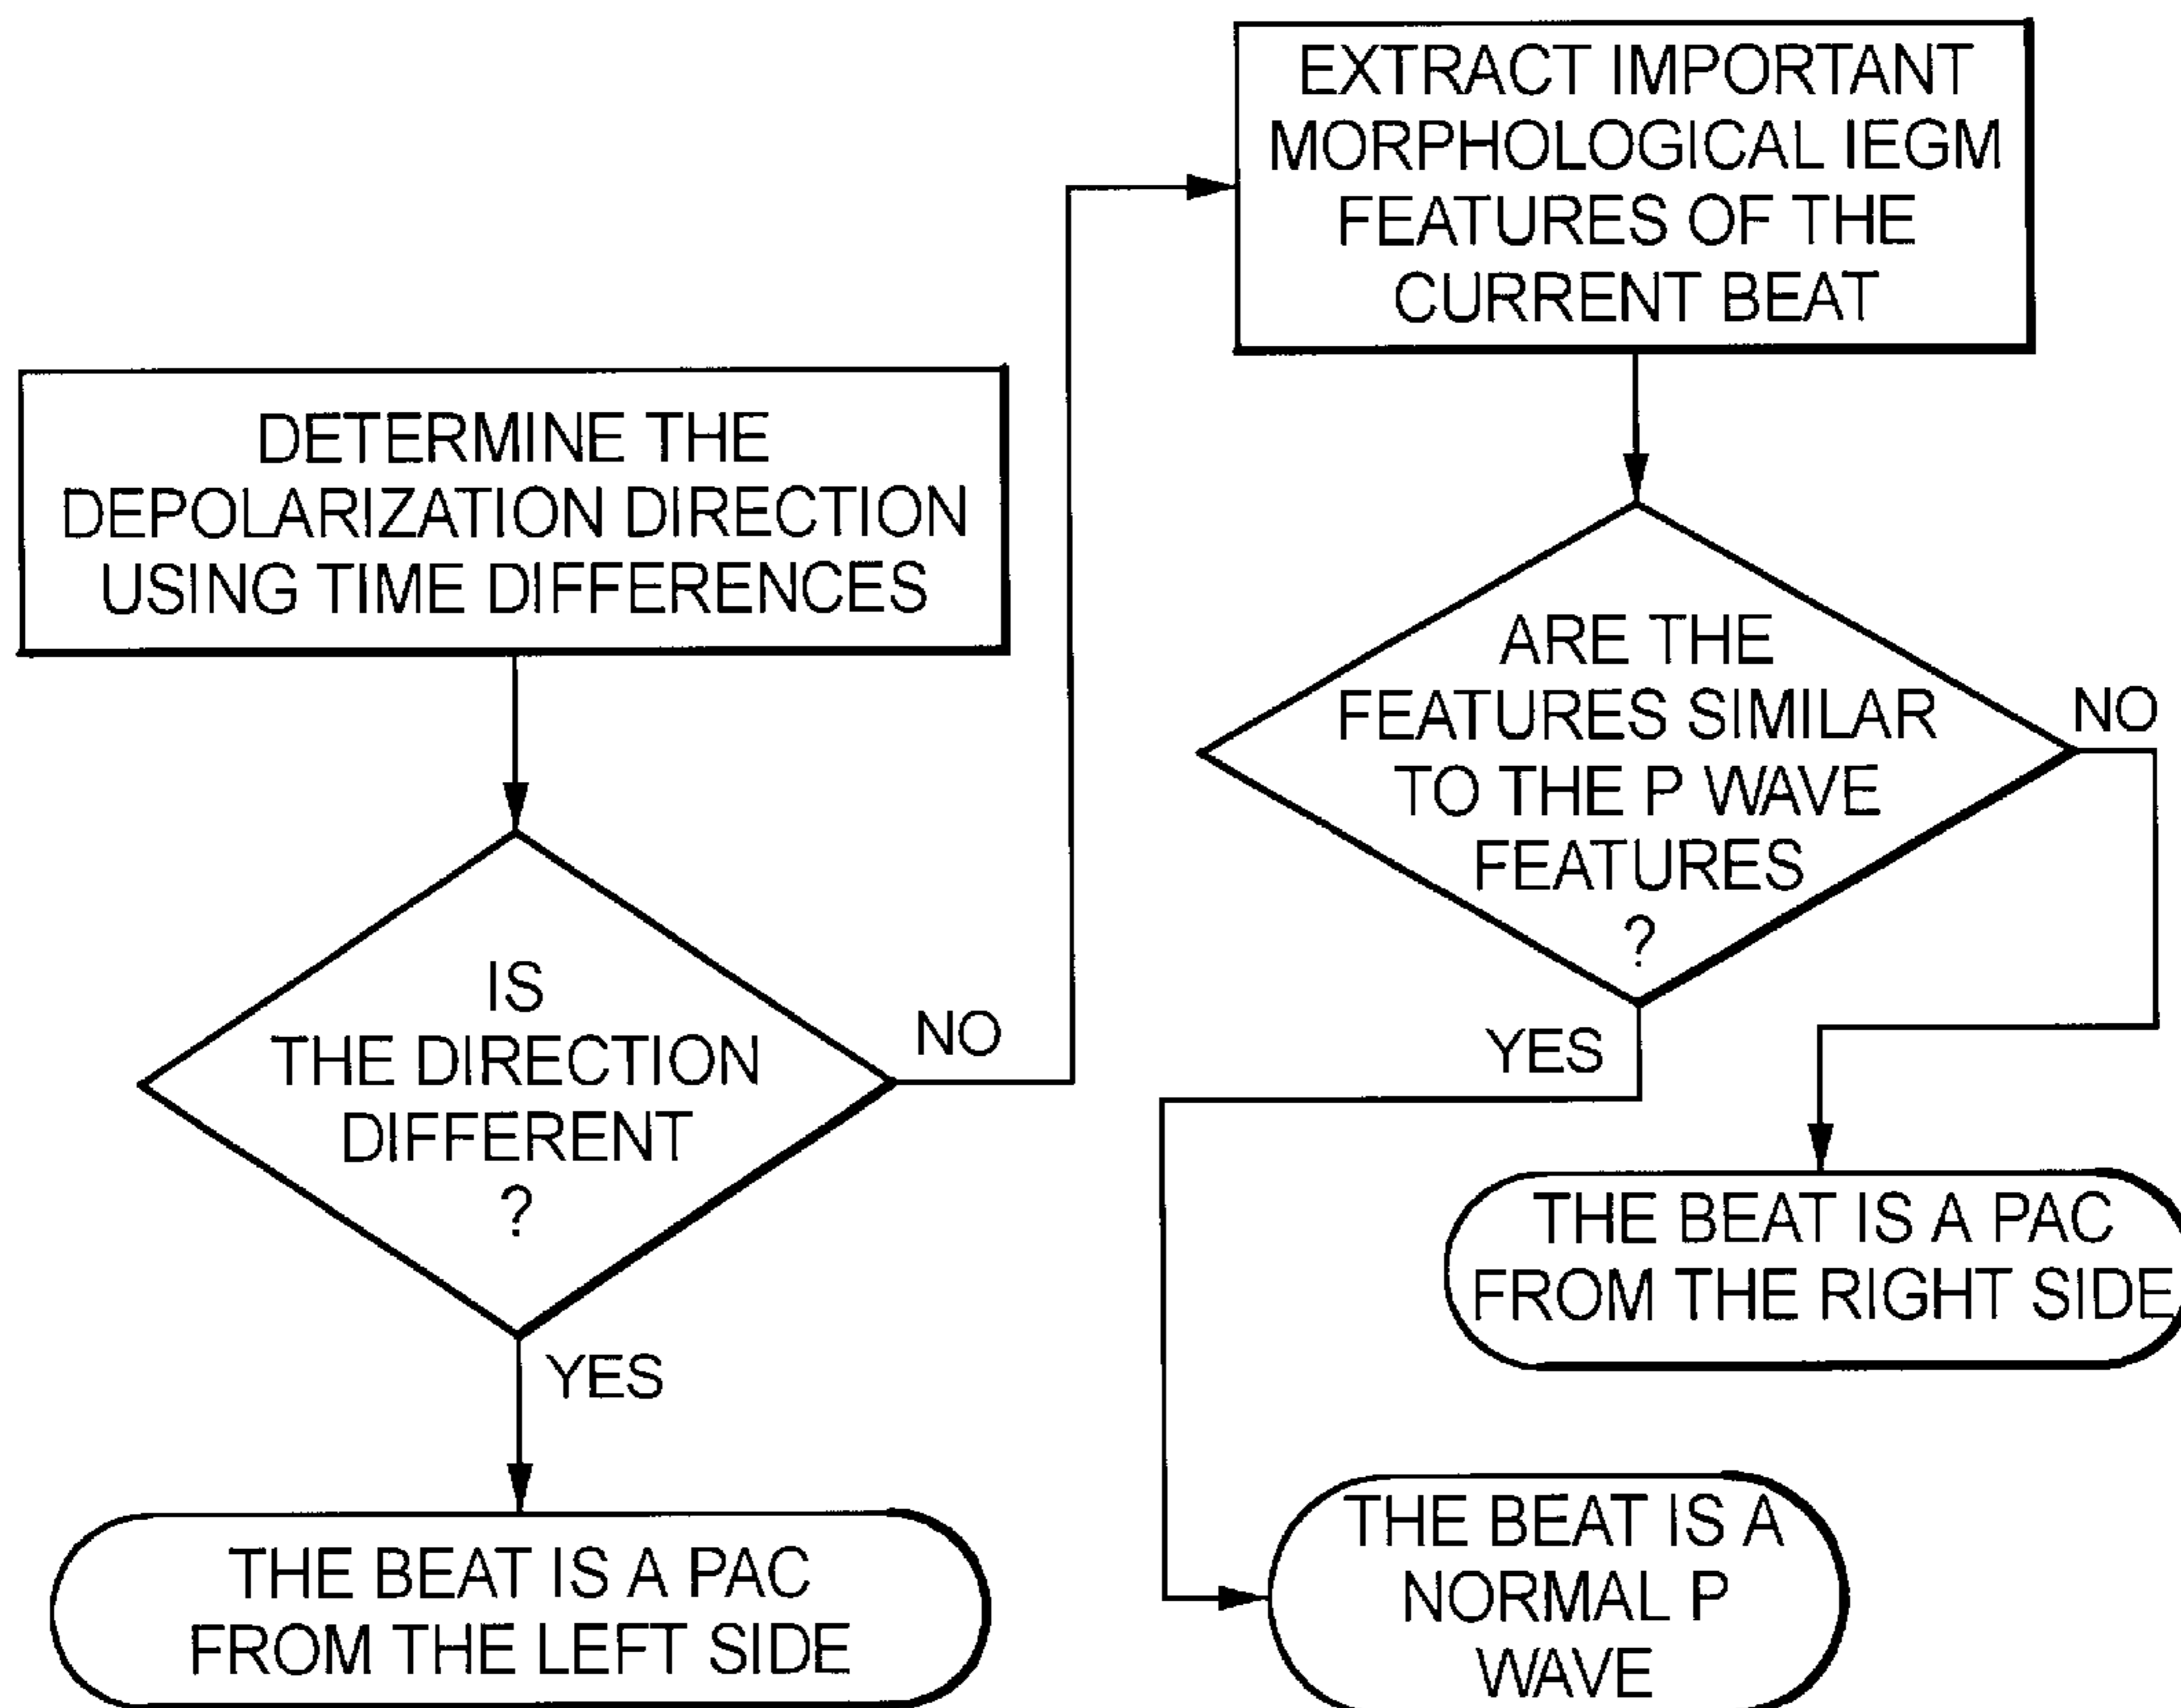 DETERMINE THE
DEPOLARIZATION DIRECTION
USING TIME DIFFERENCES
IS
THE DIRECTION
DIFFERENT
?
NO
YES
THE BEAT IS A PAC
FROM THE LEFT SIDE
EXTRACT IMPORTANT
MORPHOLOGICAL IEGM
FEATURES OF THE
CURRENT BEAT
ARE THE
FEATURES SIMILAR
TO THE P WAVE
FEATURES
?
NO
YES
THE BEAT IS A PAC
FROM THE RIGHT SIDE
THE BEAT IS A
NORMAL P
WAVE